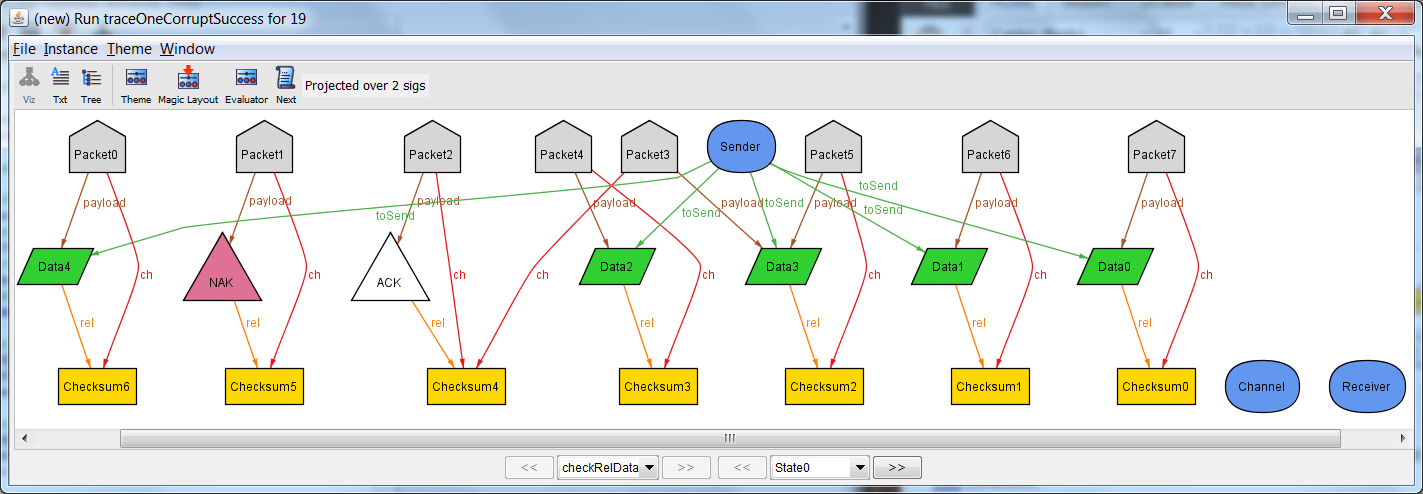 (new) Run traceOneCorruptSuccess for 19
File Instance Theme Window
Viz Txt Tree Theme Magic Layout Evaluator Next Projected over 2 sigs
Packet0 Packet1 Packet2 Packet4 Packet3 Sender Packet5 Packet6 Packet7
toSend
payload payload payload payload toSend toSend payload payload toSend payload payload
toSend
Data4 NAK ACK Data2 Data3 Data1 Data0
ch ch ch ch ch ch ch ch
rel rel rel rel rel rel rel
Checksum6 Checksum5 Checksum4 Checksum3 Checksum2 Checksum1 Checksum0 Channel Receiver
<< checkRelData >> << State0 >>